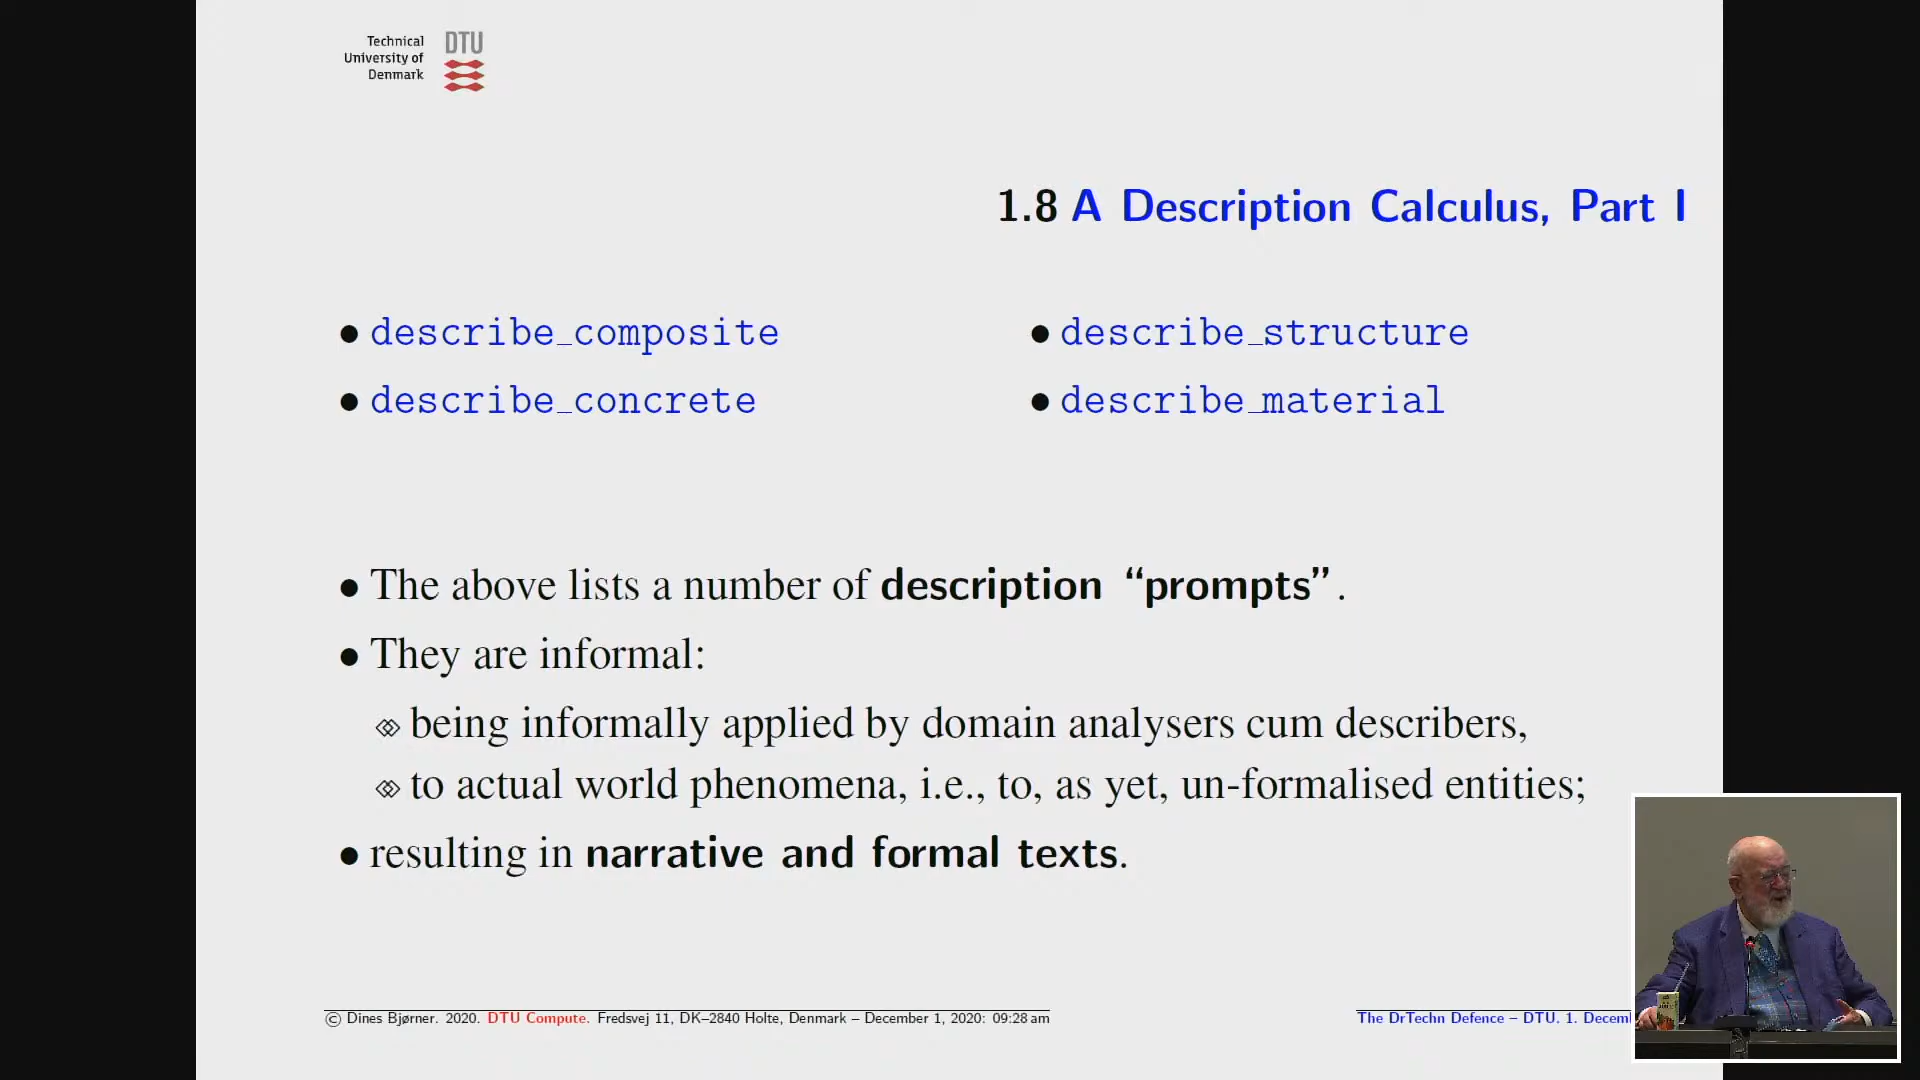 Technical
University of
Denmark
DTU
1.8 A Description Calculus, Part I
• describe_composite
• describe_structure
• describe_concrete
• describe_material
• The above lists a number of description “prompts”.
• They are informal:
being informally applied by domain analysers cum describers,
to actual world phenomena, i.e., to, as yet, un-formalised entities;
• resulting in narrative and formal texts.
© Dines Bjørner. 2020. DTU Compute. Fredsvej 11, DK–2840 Holte, Denmark – December 1, 2020: 09:28 am
The DrTechn Defence – DTU. 1. Decem